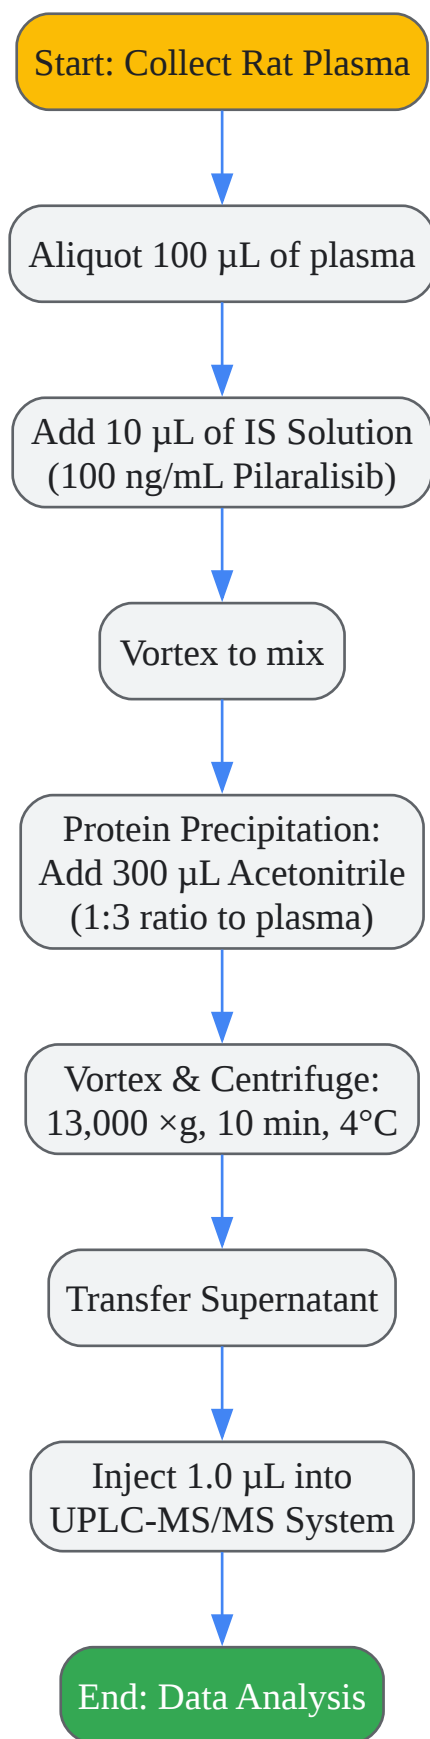 Start: Collect Rat Plasma
Aliquot 100 µL of plasma
Add 10 µL of IS Solution
(100 ng/mL Pilaralisib)
Vortex to mix
Protein Precipitation:
Add 300 µL Acetonitrile
(1:3 ratio to plasma)
Vortex & Centrifuge:
13,000 ×g, 10 min, 4°C
Transfer Supernatant
Inject 1.0 µL into
UPLC-MS/MS System
End: Data Analysis